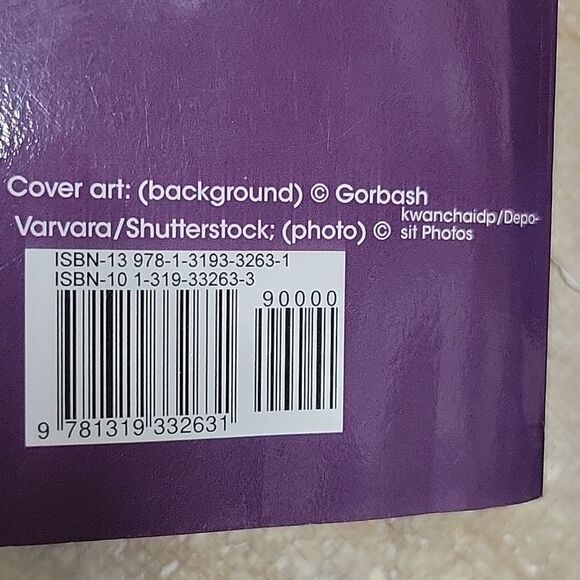 Cover art: (background) © Gorbash
Varvara/Shutterstock; (photo) © kwanchaidp/Depo-
sit Photos
ISBN-13 978-1-3193-3263-1
ISBN-10 1-319-33263-3
90000
9 781319 332631